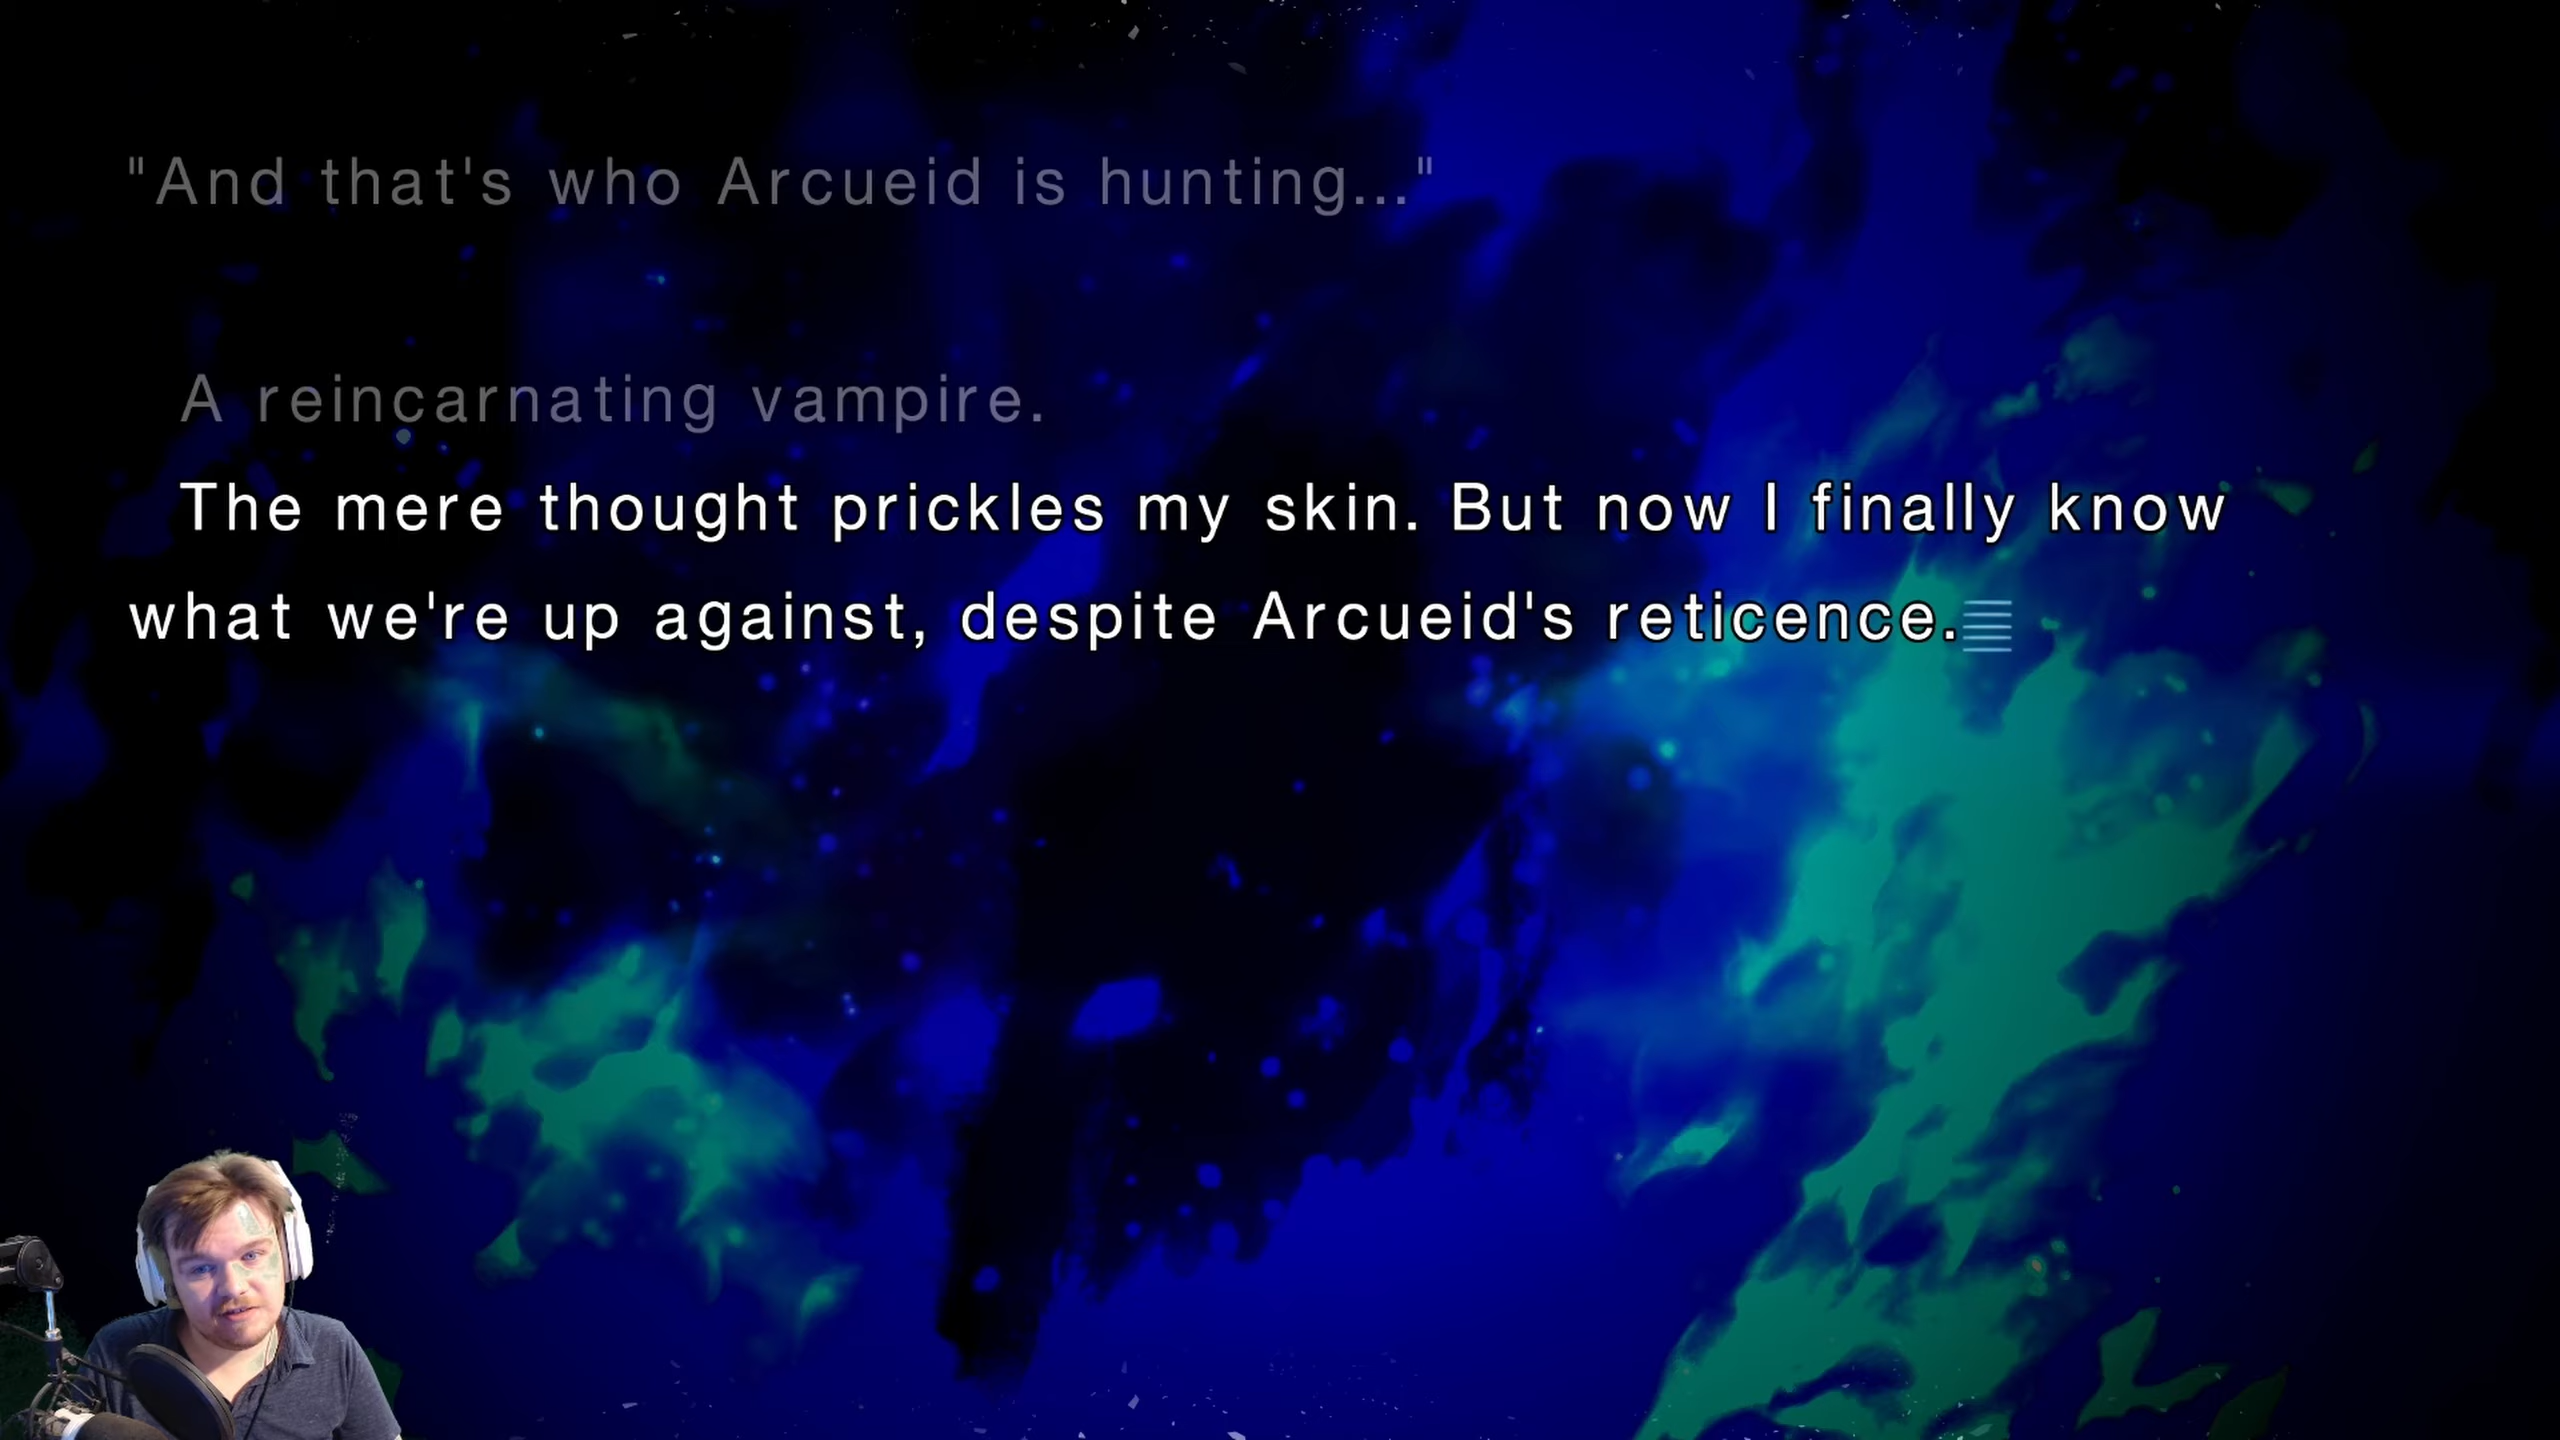 "And that's who Arcueid is hunting..."
A reincarnating vampire.
The mere thought prickles my skin. But now I finally know
what we're up against, despite Arcueid's reticence.